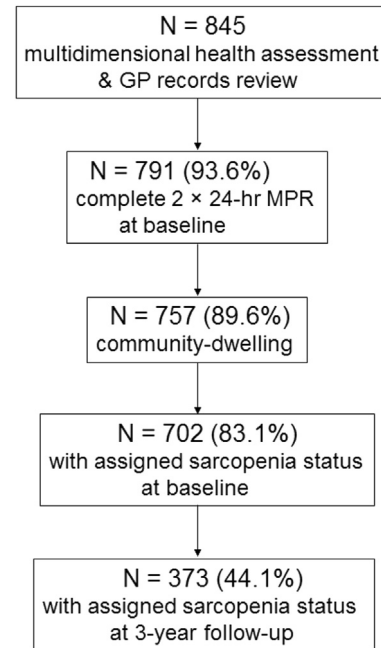 N = 845
multidimensional health assessment
& GP records review
N = 791 (93.6%)
complete 2 × 24-hr MPR
at baseline
N = 757 (89.6%)
community-dwelling
N = 702 (83.1%)
with assigned sarcopenia status
at baseline
N = 373 (44.1%)
with assigned sarcopenia status
at 3-year follow-up